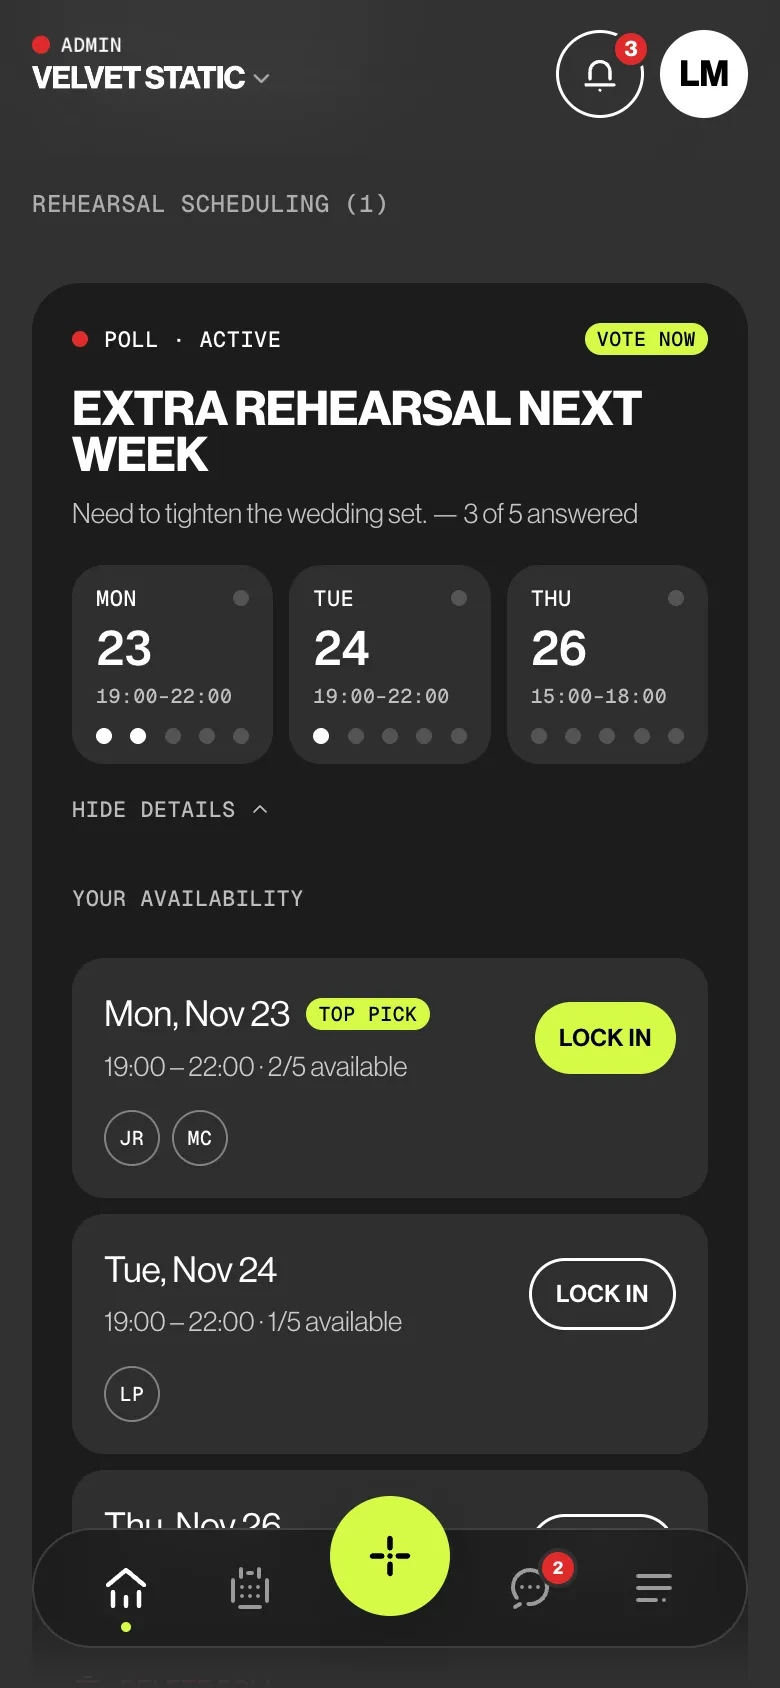 ADMIN
VELVET STATIC
3
LM
REHEARSAL SCHEDULING (1)
POLL · ACTIVE
VOTE NOW
EXTRA REHEARSAL NEXT
WEEK
Need to tighten the wedding set. — 3 of 5 answered
MON
23
19:00–22:00
TUE
24
19:00–22:00
THU
26
15:00–18:00
HIDE DETAILS
YOUR AVAILABILITY
Mon, Nov 23
TOP PICK
LOCK IN
19:00 – 22:00 · 2/5 available
JR
MC
Tue, Nov 24
LOCK IN
19:00 – 22:00 · 1/5 available
LP
Thu, Nov 26
2